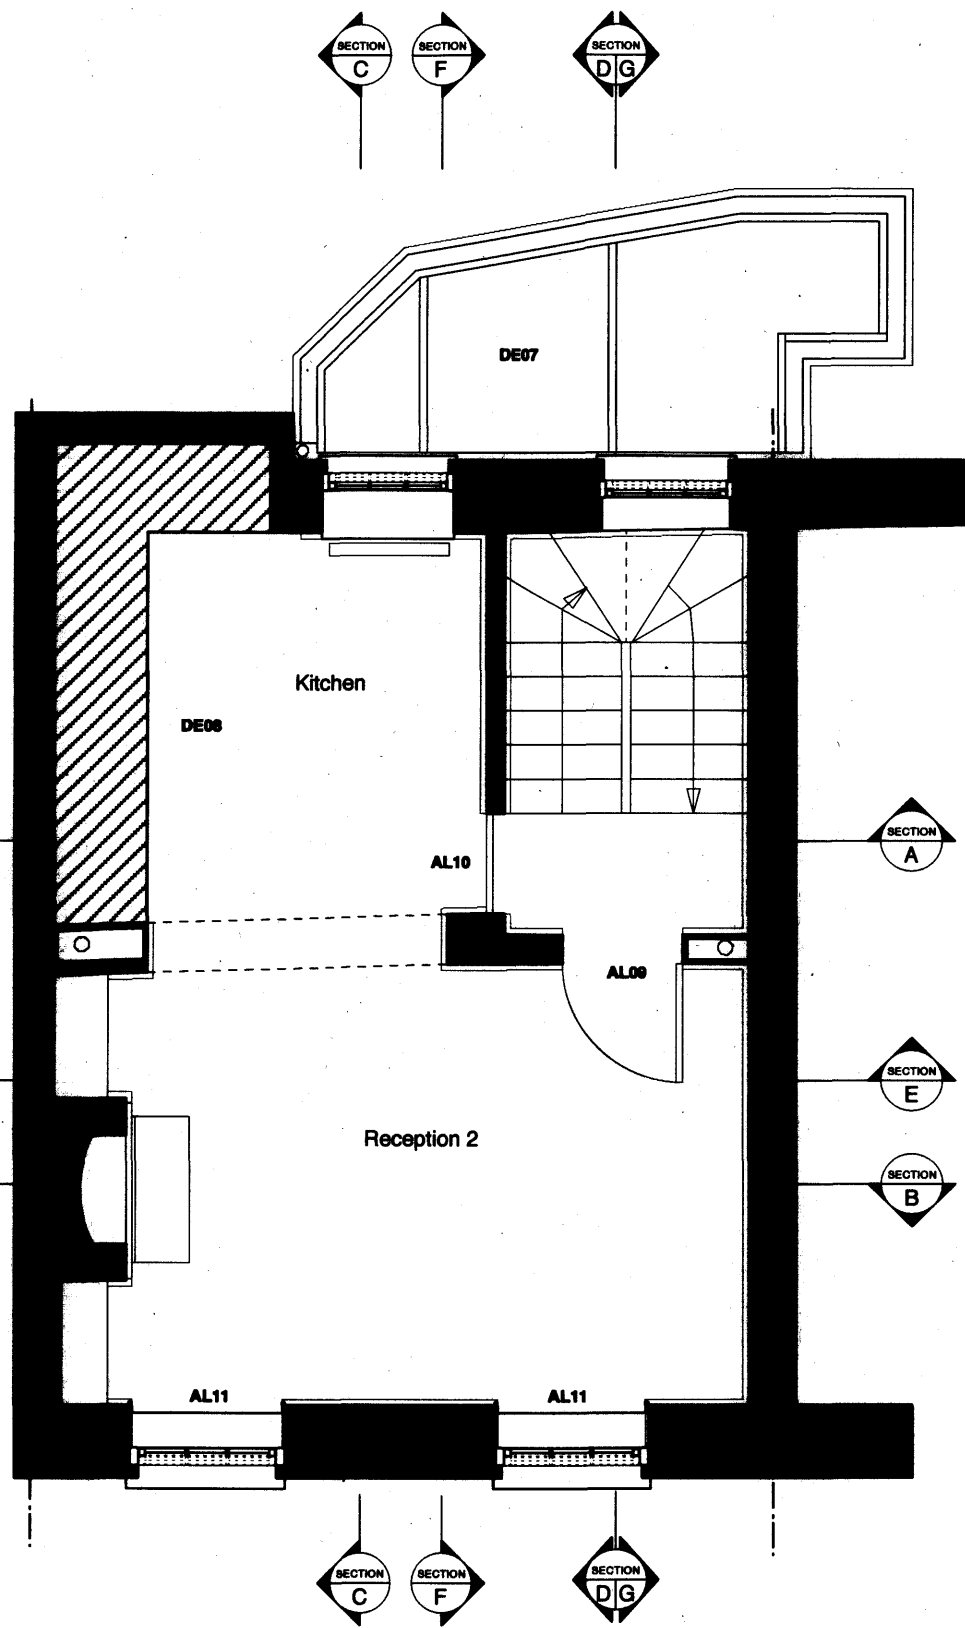 SECTION
C
SECTION
F
SECTION
D G
DE07
Kitchen
DE08
AL10
SECTION
A
AL09
SECTION
E
Reception 2
SECTION
B
AL11
AL11
SECTION
C
SECTION
F
SECTION
D G